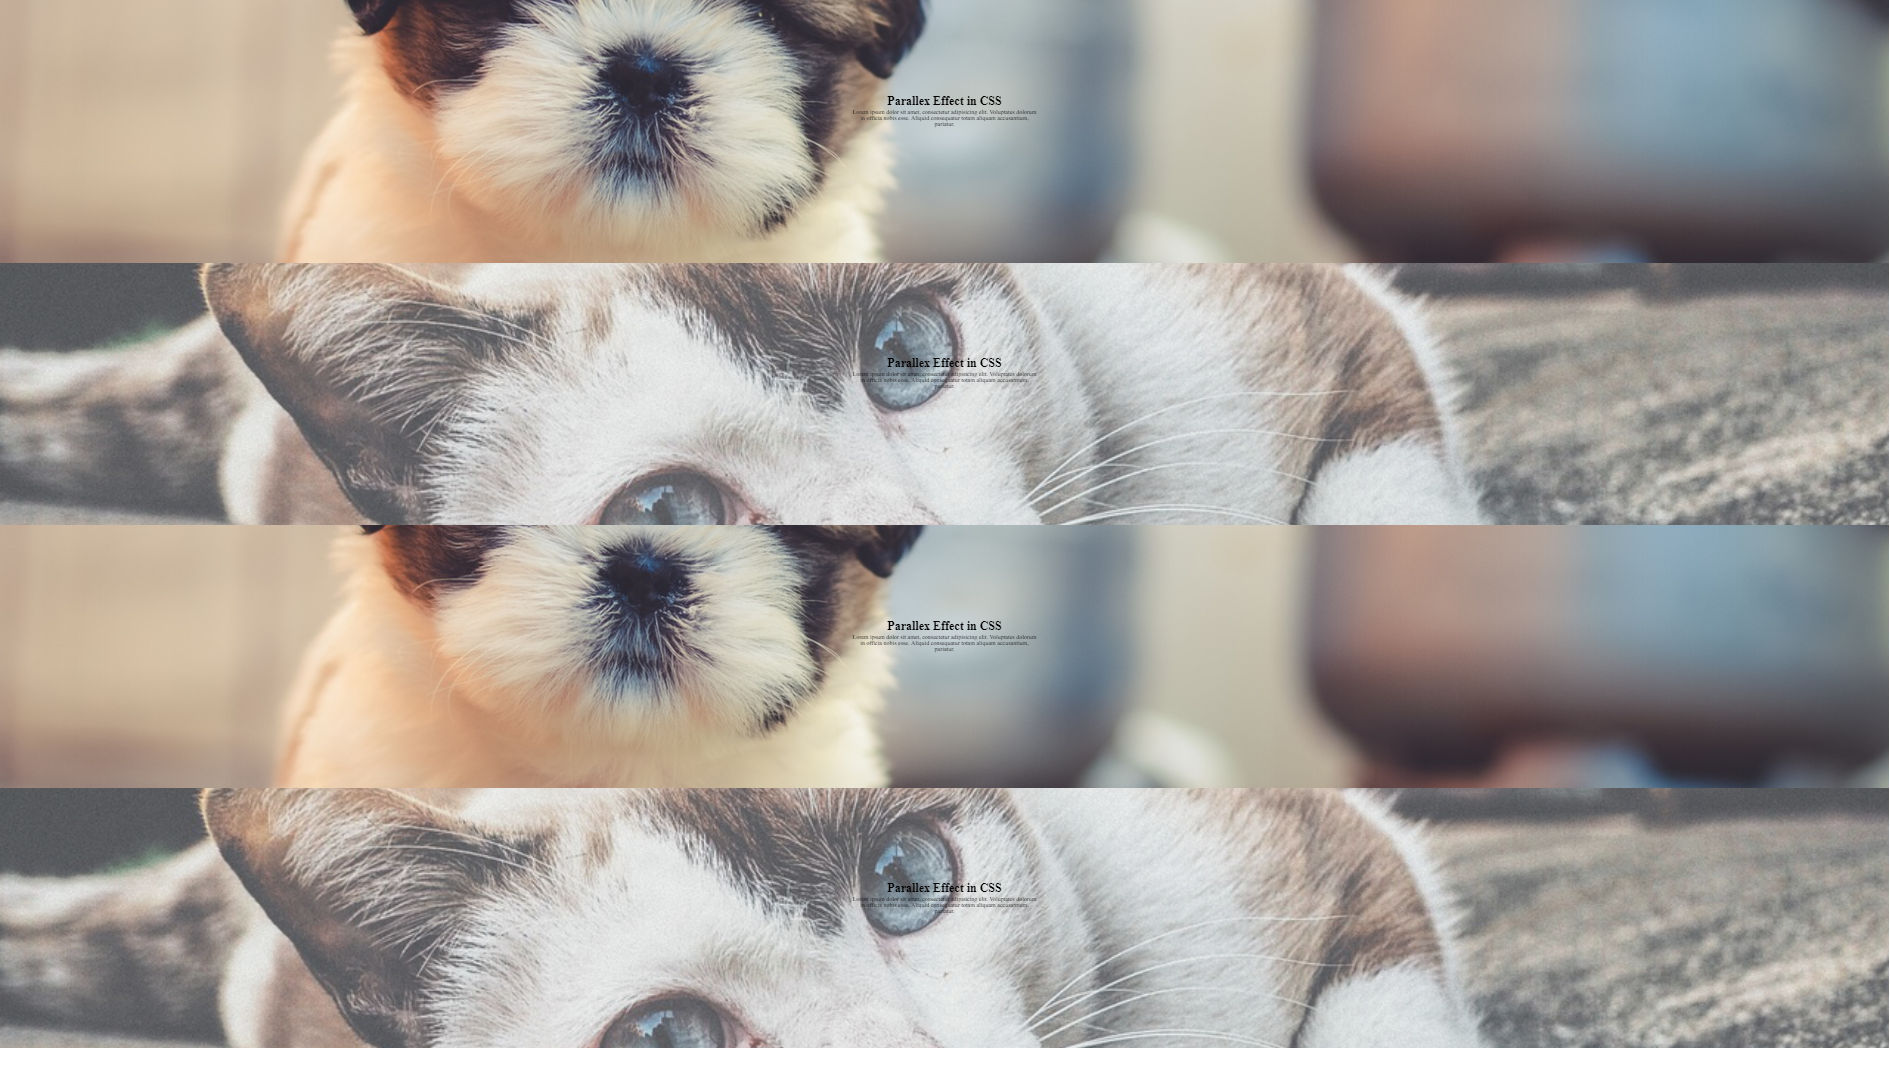 Parallex Effect in CSS
Lorem ipsum dolor sit amet, consectetur adipisicing elit. Voluptates dolorum
in officia nobis esse. Aliquid consequatur totam aliquam accusantium,
pariatur.
Parallex Effect in CSS
Lorem ipsum dolor sit amet, consectetur adipisicing elit. Voluptates dolorum
in officia nobis esse. Aliquid consequatur totam aliquam accusantium,
pariatur.
Parallex Effect in CSS
Lorem ipsum dolor sit amet, consectetur adipisicing elit. Voluptates dolorum
in officia nobis esse. Aliquid consequatur totam aliquam accusantium,
pariatur.
Parallex Effect in CSS
Lorem ipsum dolor sit amet, consectetur adipisicing elit. Voluptates dolorum
in officia nobis esse. Aliquid consequatur totam aliquam accusantium,
pariatur.